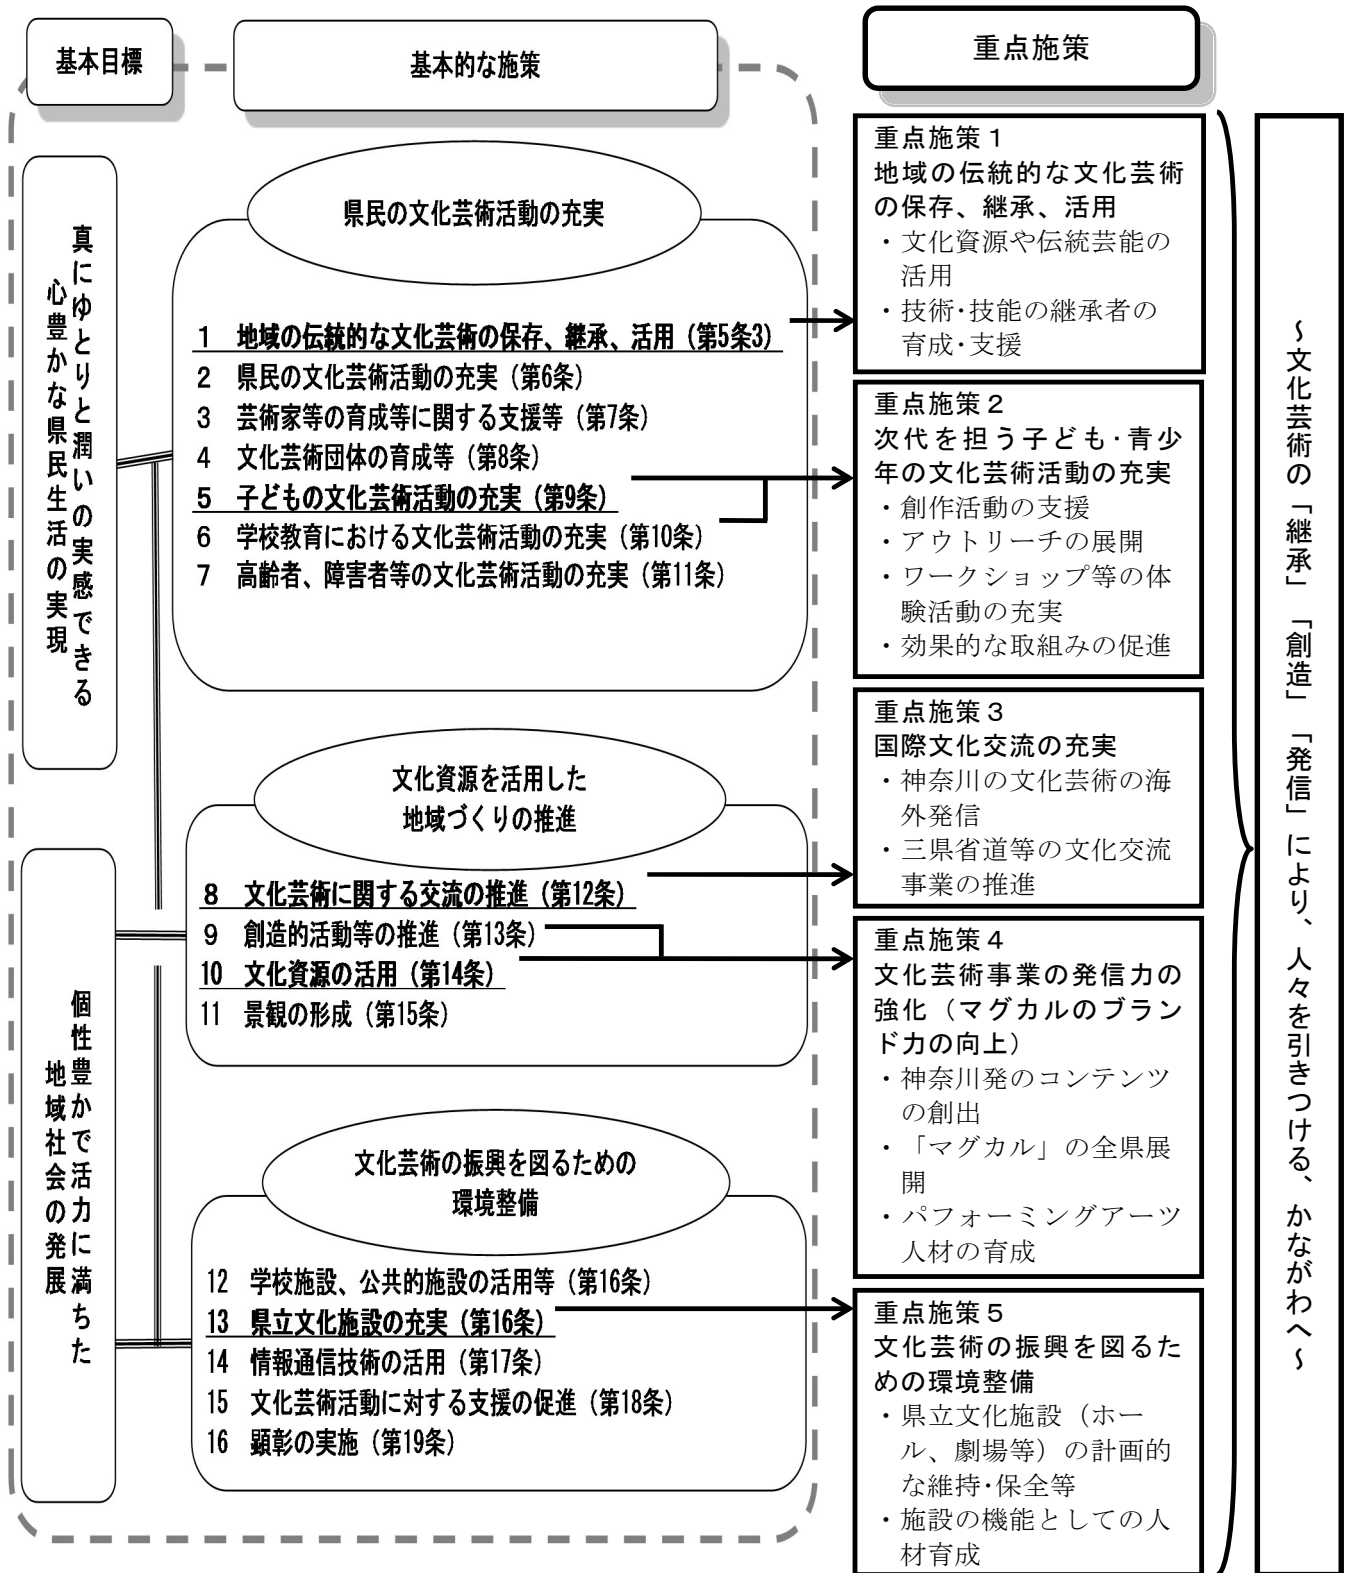 基本目標
基本的な施策
重点施策
真にゆとりと潤いの実感できる
心豊かな県民生活の実現
個性豊かで活力に満ちた
地域社会の発展
県民の文化芸術活動の充実
1 地域の伝統的な文化芸術の保存、継承、活用（第5条3）
2 県民の文化芸術活動の充実（第6条）
3 芸術家等の育成等に関する支援等（第7条）
4 文化芸術団体の育成等（第8条）
5 子どもの文化芸術活動の充実（第9条）
6 学校教育における文化芸術活動の充実（第10条）
7 高齢者、障害者等の文化芸術活動の充実（第11条）
文化資源を活用した
地域づくりの推進
8 文化芸術に関する交流の推進（第12条）
9 創造的活動等の推進（第13条）
10 文化資源の活用（第14条）
11 景観の形成（第15条）
文化芸術の振興を図るための
環境整備
12 学校施設、公共的施設の活用等（第16条）
13 県立文化施設の充実（第16条）
14 情報通信技術の活用（第17条）
15 文化芸術活動に対する支援の促進（第18条）
16 顕彰の実施（第19条）
重点施策１
地域の伝統的な文化芸術
の保存、継承、活用
・文化資源や伝統芸能の
活用
・技術･技能の継承者の
育成･支援
重点施策２
次代を担う子ども･青少
年の文化芸術活動の充実
・創作活動の支援
・アウトリーチの展開
・ワークショップ等の体
験活動の充実
・効果的な取組みの促進
重点施策３
国際文化交流の充実
・神奈川の文化芸術の海
外発信
・三県省道等の文化交流
事業の推進
重点施策４
文化芸術事業の発信力の
強化（マグカルのブラン
ド力の向上）
・神奈川発のコンテンツ
の創出
・「マグカル」の全県展
開
・パフォーミングアーツ
人材の育成
重点施策５
文化芸術の振興を図るた
めの環境整備
・県立文化施設（ホー
ル、劇場等）の計画的
な維持･保全等
・施設の機能としての人
材育成
～文化芸術の「継承」「創造」「発信」により、人々を引きつける、かながわへ～